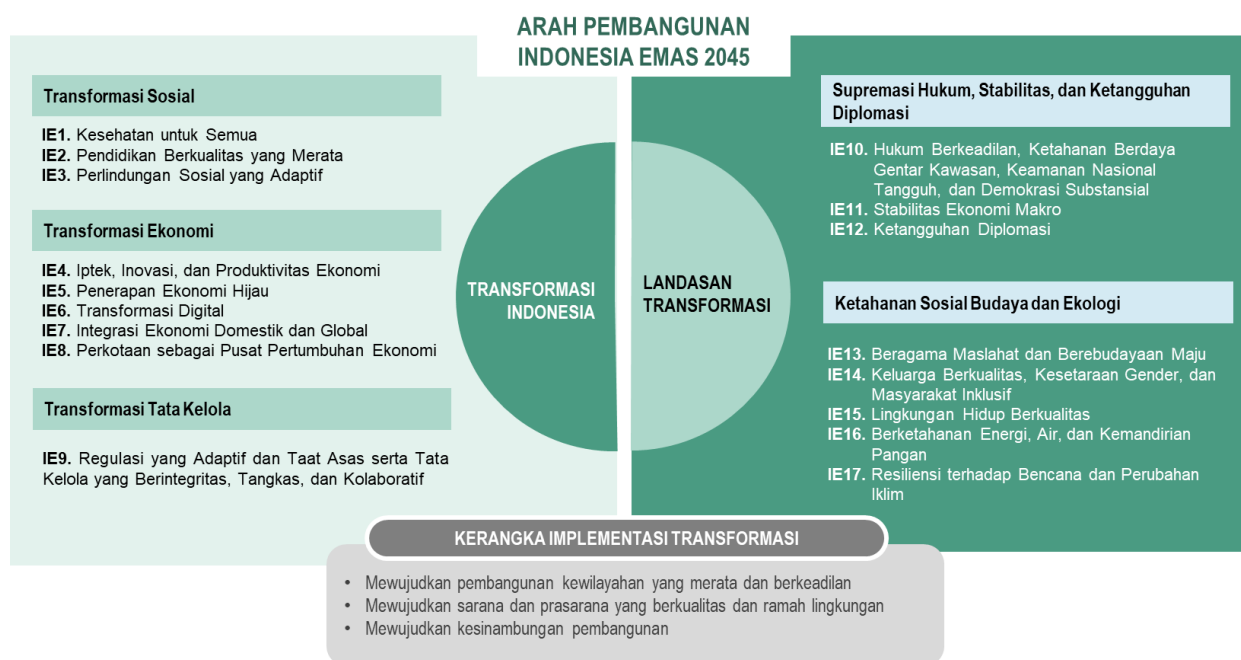 ARAH PEMBANGUNAN
INDONESIA EMAS 2045
Transformasi Sosial
IE1. Kesehatan untuk Semua
IE2. Pendidikan Berkualitas yang Merata
IE3. Perlindungan Sosial yang Adaptif
Transformasi Ekonomi
IE4. Iptek, Inovasi, dan Produktivitas Ekonomi
IE5. Penerapan Ekonomi Hijau
IE6. Transformasi Digital
IE7. Integrasi Ekonomi Domestik dan Global
IE8. Perkotaan sebagai Pusat Pertumbuhan Ekonomi
Transformasi Tata Kelola
IE9. Regulasi yang Adaptif dan Taat Asas serta Tata
Kelola yang Berintegritas, Tangkas, dan Kolaboratif
TRANSFORMASI
INDONESIA
LANDASAN
TRANSFORMASI
Supremasi Hukum, Stabilitas, dan Ketangguhan
Diplomasi
IE10. Hukum Berkeadilan, Ketahanan Berdaya
Gentar Kawasan, Keamanan Nasional
Tangguh, dan Demokrasi Substansial
IE11. Stabilitas Ekonomi Makro
IE12. Ketangguhan Diplomasi
Ketahanan Sosial Budaya dan Ekologi
IE13. Beragama Maslahat dan Berebudayaan Maju
IE14. Keluarga Berkualitas, Kesetaraan Gender, dan
Masyarakat Inklusif
IE15. Lingkungan Hidup Berkualitas
IE16. Berketahanan Energi, Air, dan Kemandirian
Pangan
IE17. Resiliensi terhadap Bencana dan Perubahan
Iklim
KERANGKA IMPLEMENTASI TRANSFORMASI
• Mewujudkan pembangunan kewilayahan yang merata dan berkeadilan
• Mewujudkan sarana dan prasarana yang berkualitas dan ramah lingkungan
• Mewujudkan kesinambungan pembangunan